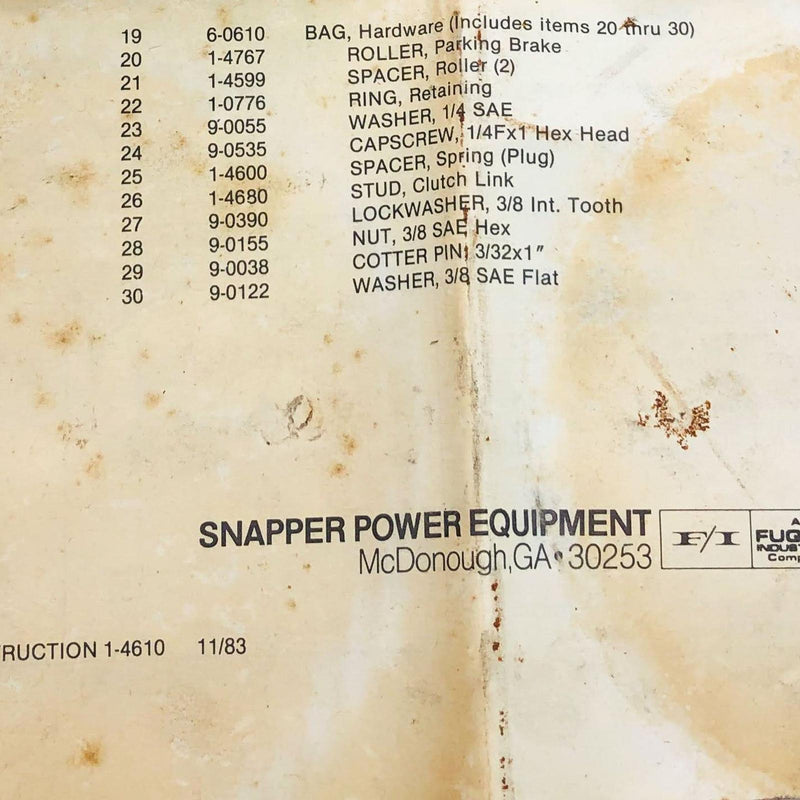 19 6-0610 BAG, Hardware (Includes items 20 thru 30)
20 1-4767 ROLLER, Parking Brake
21 1-4599 SPACER, Roller (2)
22 1-0776 RING, Retaining
23 9-0055 WASHER, 1/4 SAE
24 9-0535 CAPSCREW, 1/4Fx1 Hex Head
25 1-4600 SPACER, Spring (Plug)
26 1-4680 STUD, Clutch Link
27 9-0390 LOCKWASHER, 3/8 Int. Tooth
28 9-0155 NUT, 3/8 SAE Hex
29 9-0038 COTTER PIN, 3/32x1″
30 9-0122 WASHER, 3/8 SAE Flat
SNAPPER POWER EQUIPMENT
McDonough, GA • 30253
F/I
A
FUQ
INDUST
Comp
RUCTION 1-4610 11/83